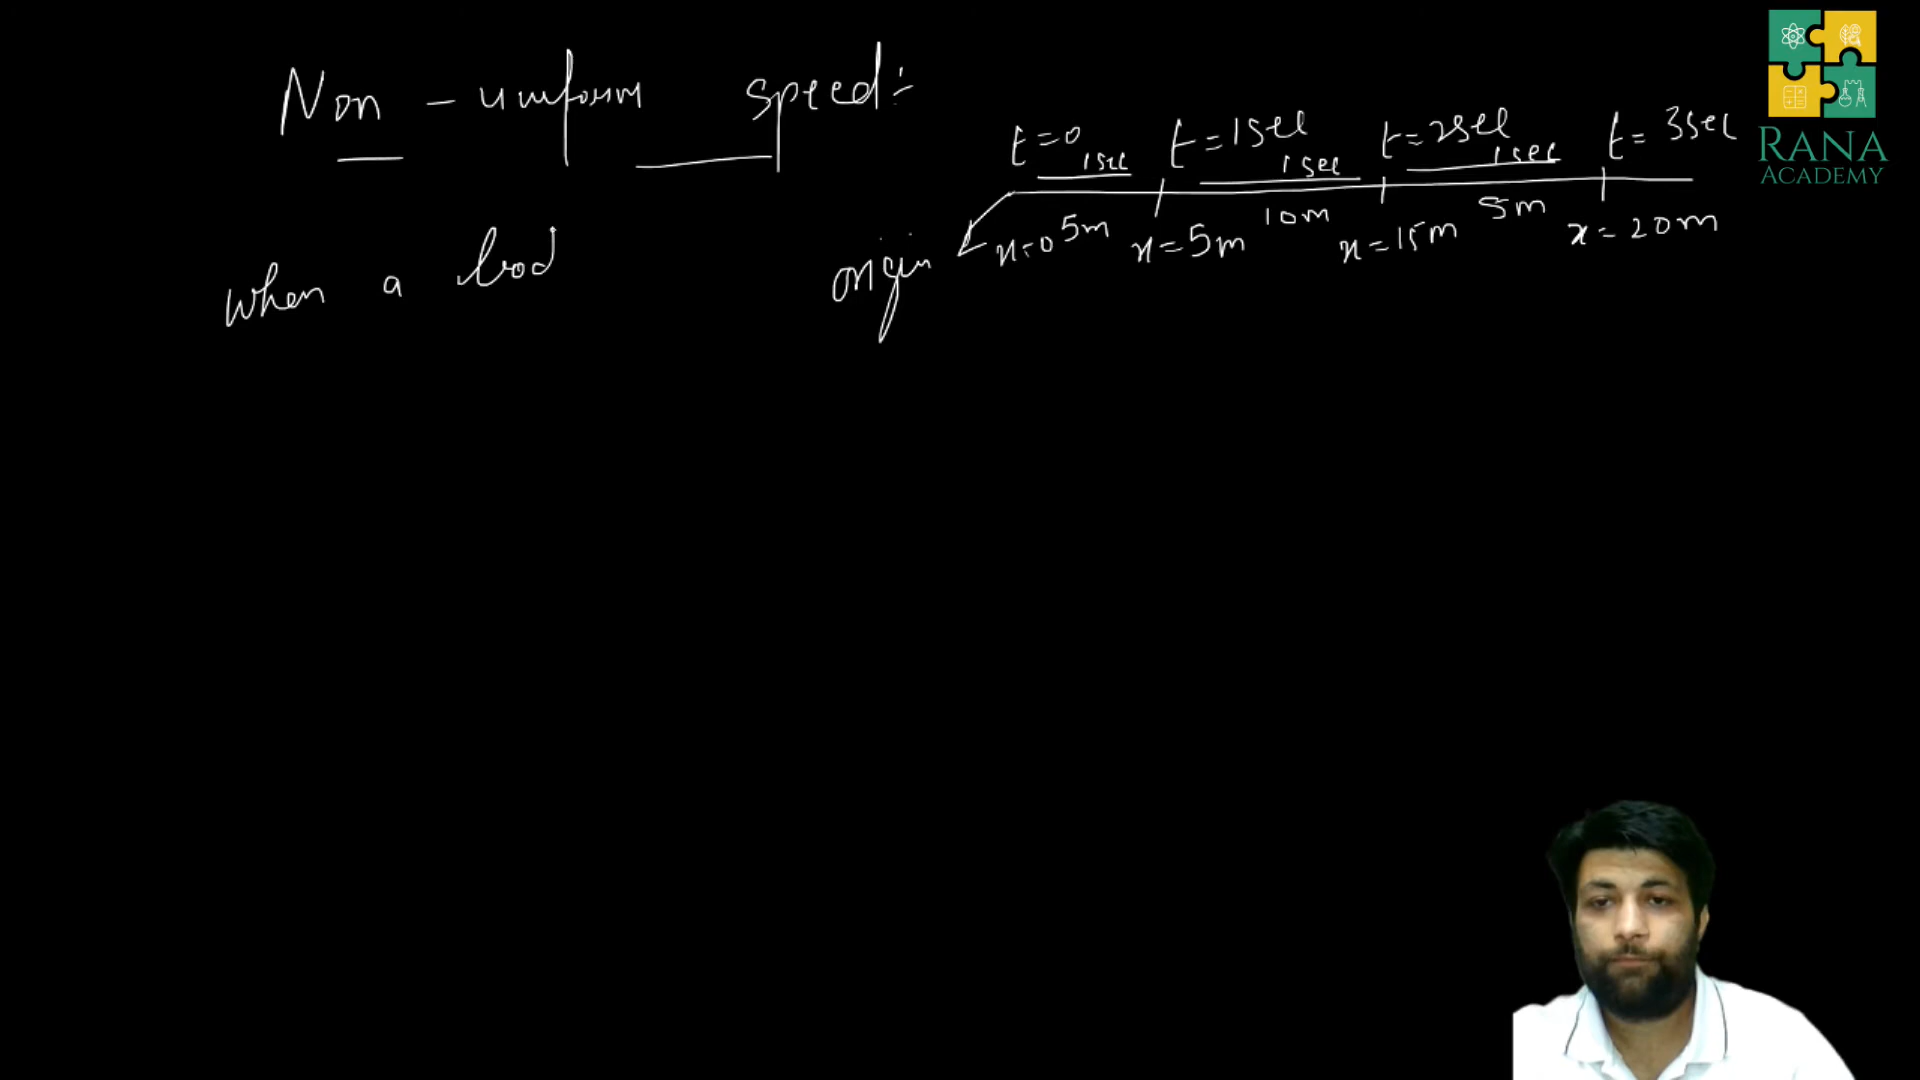 Non - uniform speed:-
t=0 t=1sec t=2sec t= 3sec
1sec 1sec 1sec
x=0 5m x=5m 10m x=15m 5m x=20m
origin
when a bod
RANA
ACADEMY